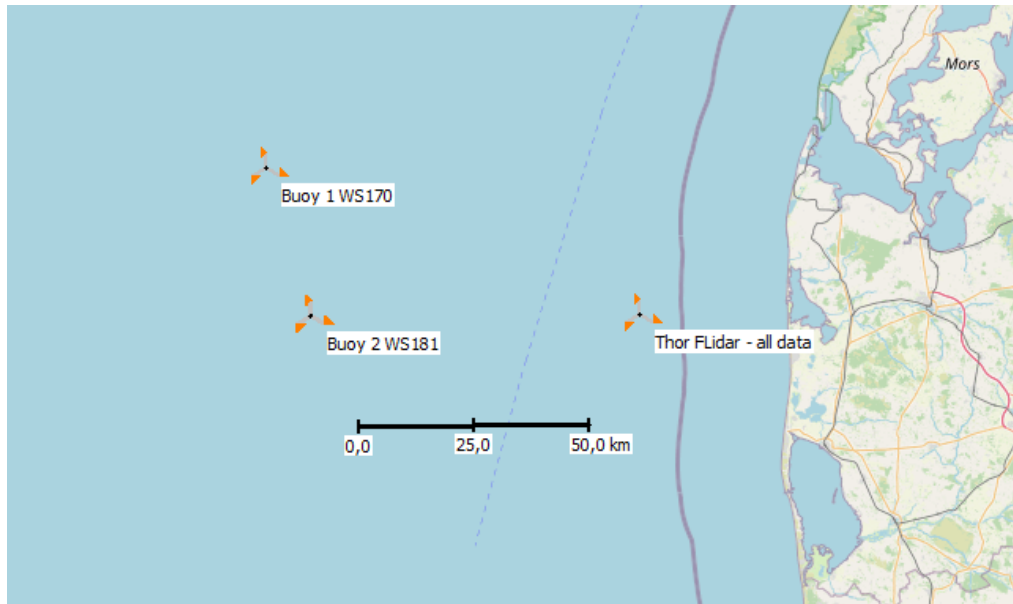 Mors
Buoy 1 WS170
Buoy 2 WS181
Thor FLidar - all data
0,0
25,0
50,0 km